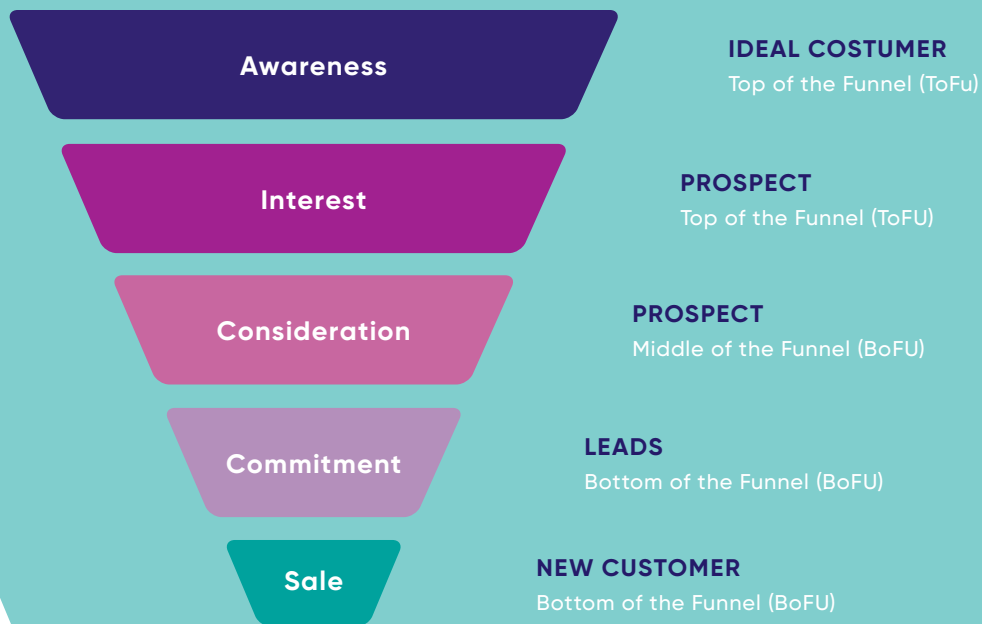 Awareness
IDEAL COSTUMER
Top of the Funnel (ToFu)
Interest
PROSPECT
Top of the Funnel (ToFU)
Consideration
PROSPECT
Middle of the Funnel (BoFU)
Commitment
LEADS
Bottom of the Funnel (BoFU)
Sale
NEW CUSTOMER
Bottom of the Funnel (BoFU)